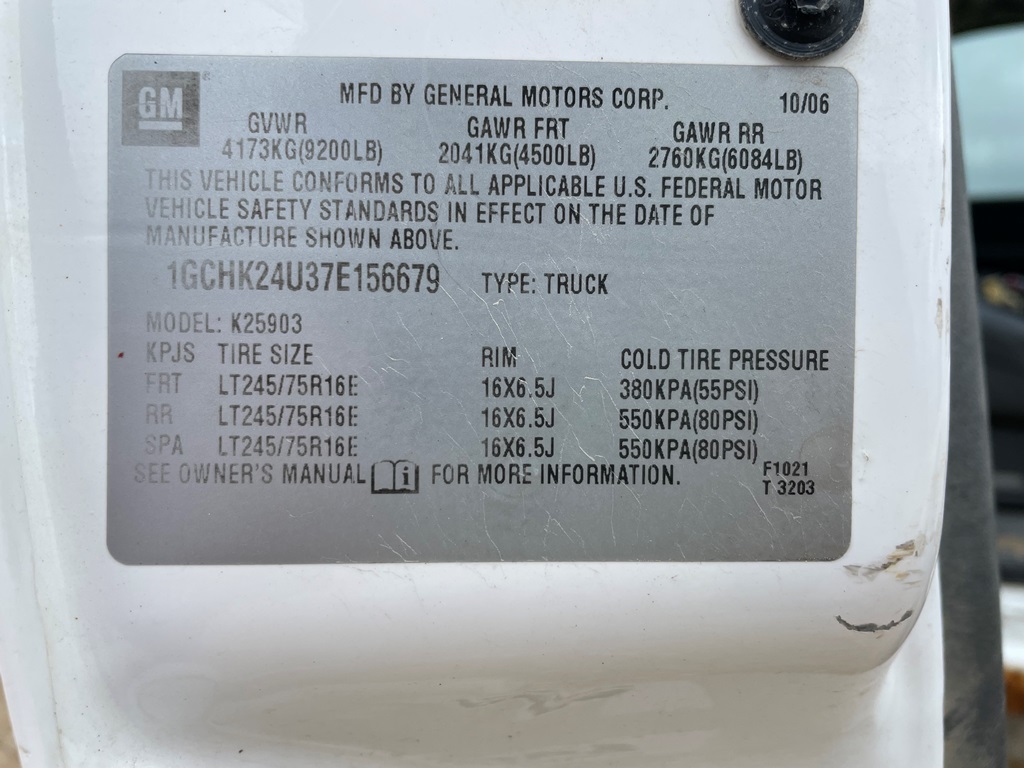 GM
MFD BY GENERAL MOTORS CORP. 10/06
GVWR GAWR FRT GAWR RR
4173KG(9200LB) 2041KG(4500LB) 2760KG(6084LB)
THIS VEHICLE CONFORMS TO ALL APPLICABLE U.S. FEDERAL MOTOR
VEHICLE SAFETY STANDARDS IN EFFECT ON THE DATE OF
MANUFACTURE SHOWN ABOVE.
1GCHK24U37E156679 TYPE: TRUCK
MODEL: K25903
KPJS TIRE SIZE RIM COLD TIRE PRESSURE
FRT LT245/75R16E 16X6.5J 380KPA(55PSI)
RR LT245/75R16E 16X6.5J 550KPA(80PSI)
SPA LT245/75R16E 16X6.5J 550KPA(80PSI)
SEE OWNER'S MANUAL i FOR MORE INFORMATION. F1021
T 3203